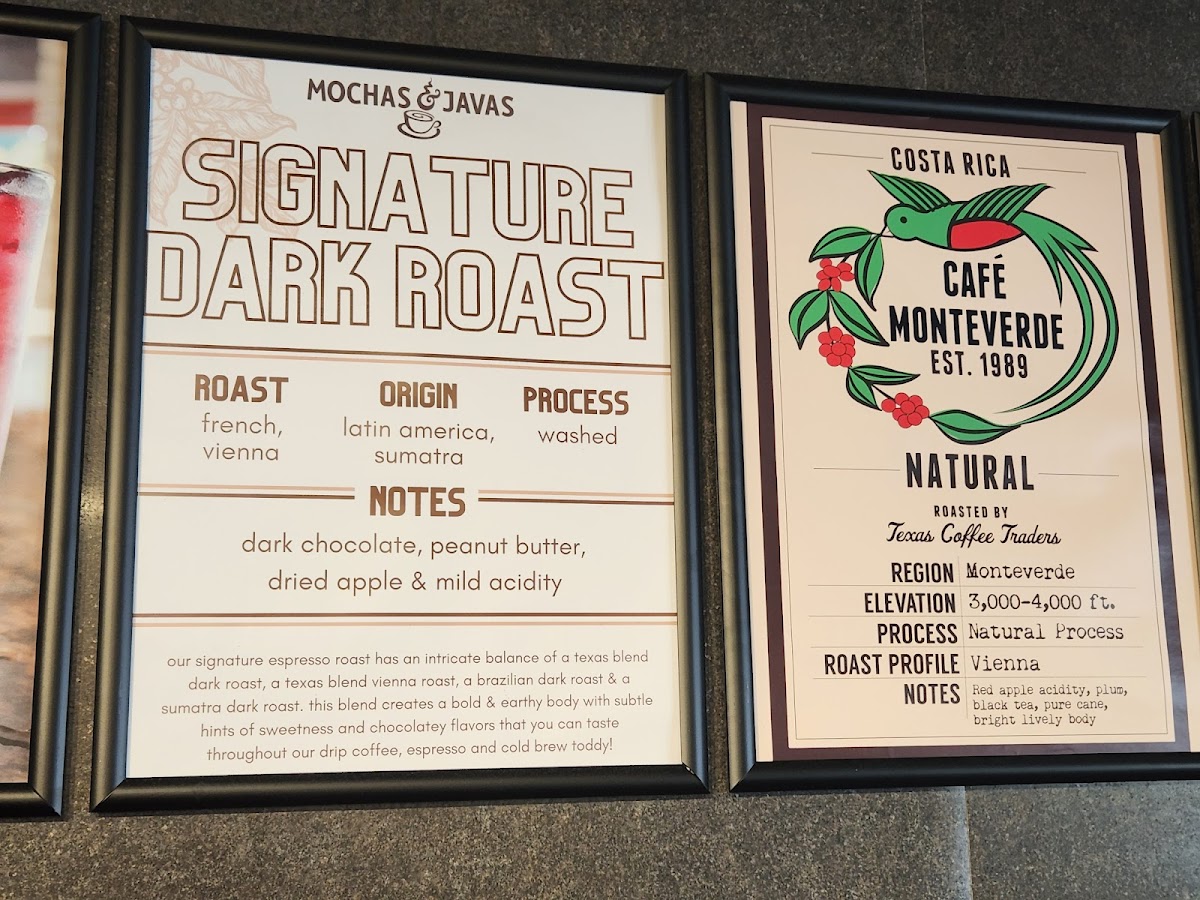 MOCHAS & JAVAS
SIGNATURE
DARK ROAST
ROAST
french,
vienna
ORIGIN
latin america,
sumatra
PROCESS
washed
NOTES
dark chocolate, peanut butter,
dried apple & mild acidity
our signature espresso roast has an intricate balance of a texas blend
dark roast, a texas blend vienna roast, a brazilian dark roast & a
sumatra dark roast. this blend creates a bold & earthy body with subtle
hints of sweetness and chocolatey flavors that you can taste
throughout our drip coffee, espresso and cold brew toddy!
COSTA RICA
CAFÉ
MONTEVERDE
EST. 1989
NATURAL
ROASTED BY
Texas Coffee Traders
REGION Monteverde
ELEVATION 3,000-4,000 ft.
PROCESS Natural Process
ROAST PROFILE Vienna
NOTES Red apple acidity, plum,
black tea, pure cane,
bright lively body